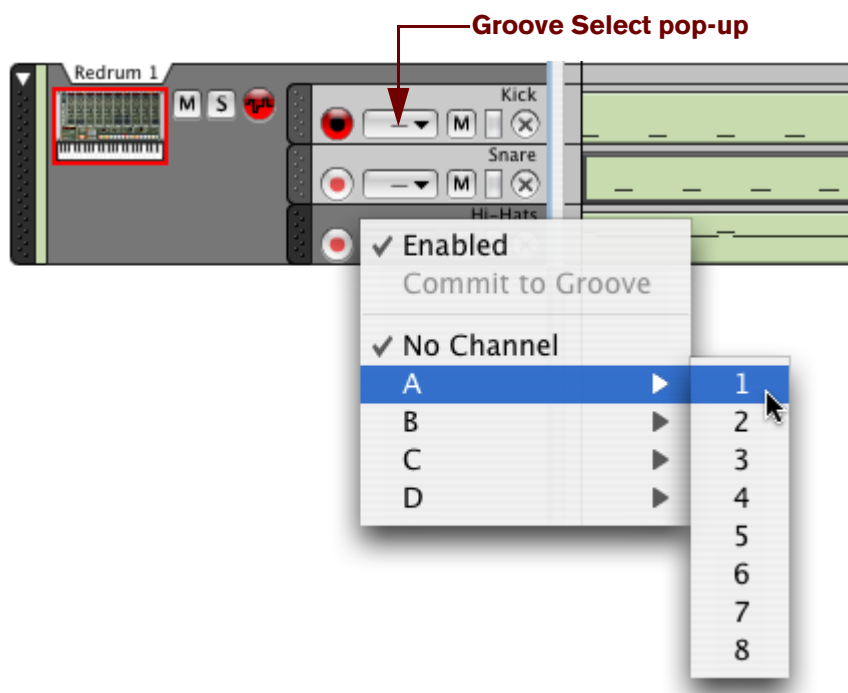 Groove Select pop-up
Redrum 1
M S
Kick
M
Snare
M
Hi-Hats
✓ Enabled
Commit to Groove
✓ No Channel
A
B
C
D
1
2
3
4
5
6
7
8